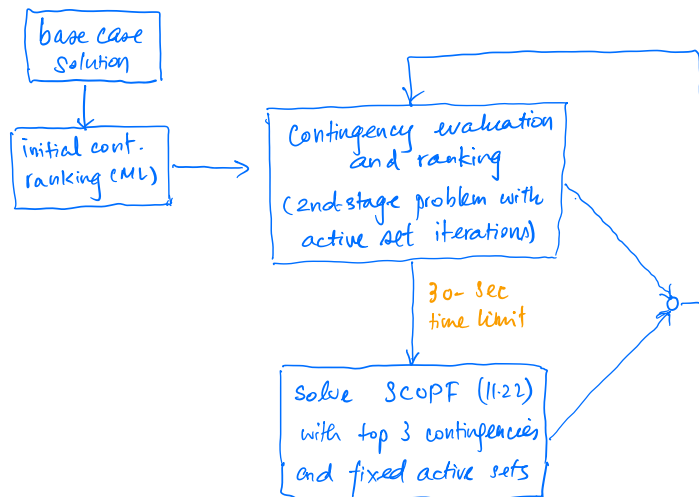 base case
solution
initial cont.
ranking (ML)
Contingency evaluation
and ranking
(2nd-stage problem with
active set iterations)
30-sec
time limit
solve SCOPF (11.22)
with top 3 contingencies
and fixed active sets